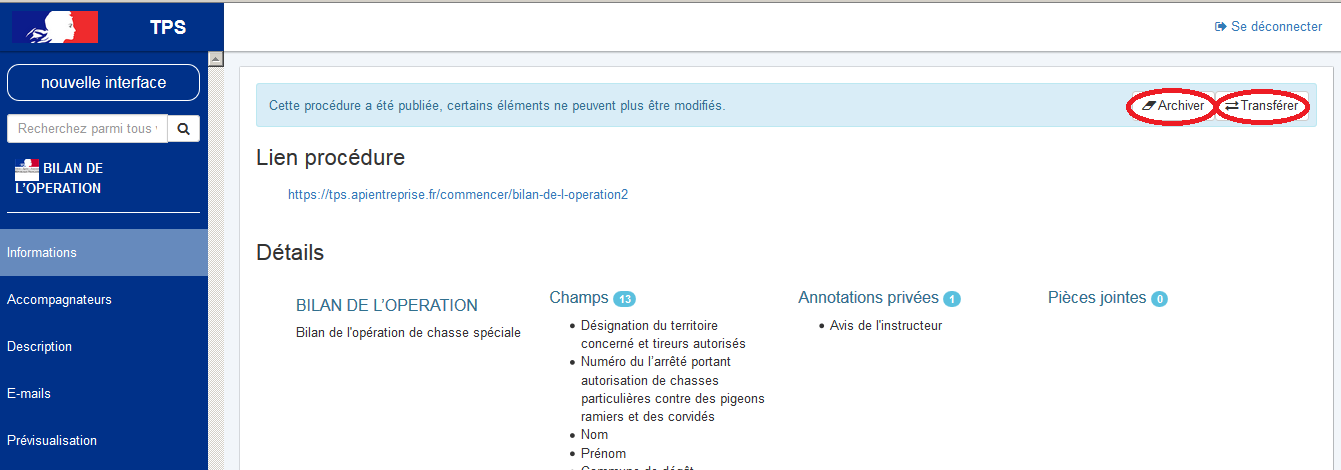 TPS
Se déconnecter
nouvelle interface
Recherchez parmi tous
BILAN DE
L'OPERATION
Informations
Accompagnateurs
Description
E-mails
Prévisualisation
Cette procédure a été publiée, certains éléments ne peuvent plus être modifiés.
Archiver
Transférer
Lien procédure
https://tps.apientreprise.fr/commencer/bilan-de-l-operation2
Détails
BILAN DE L'OPERATION
Bilan de l'opération de chasse spéciale
Champs 13
• Désignation du territoire
concerné et tireurs autorisés
• Numéro du l'arrêté portant
autorisation de chasses
particulières contre des pigeons
ramiers et des corvidés
• Nom
• Prénom
• Commune de dégât
Annotations privées 1
• Avis de l'instructeur
Pièces jointes 0